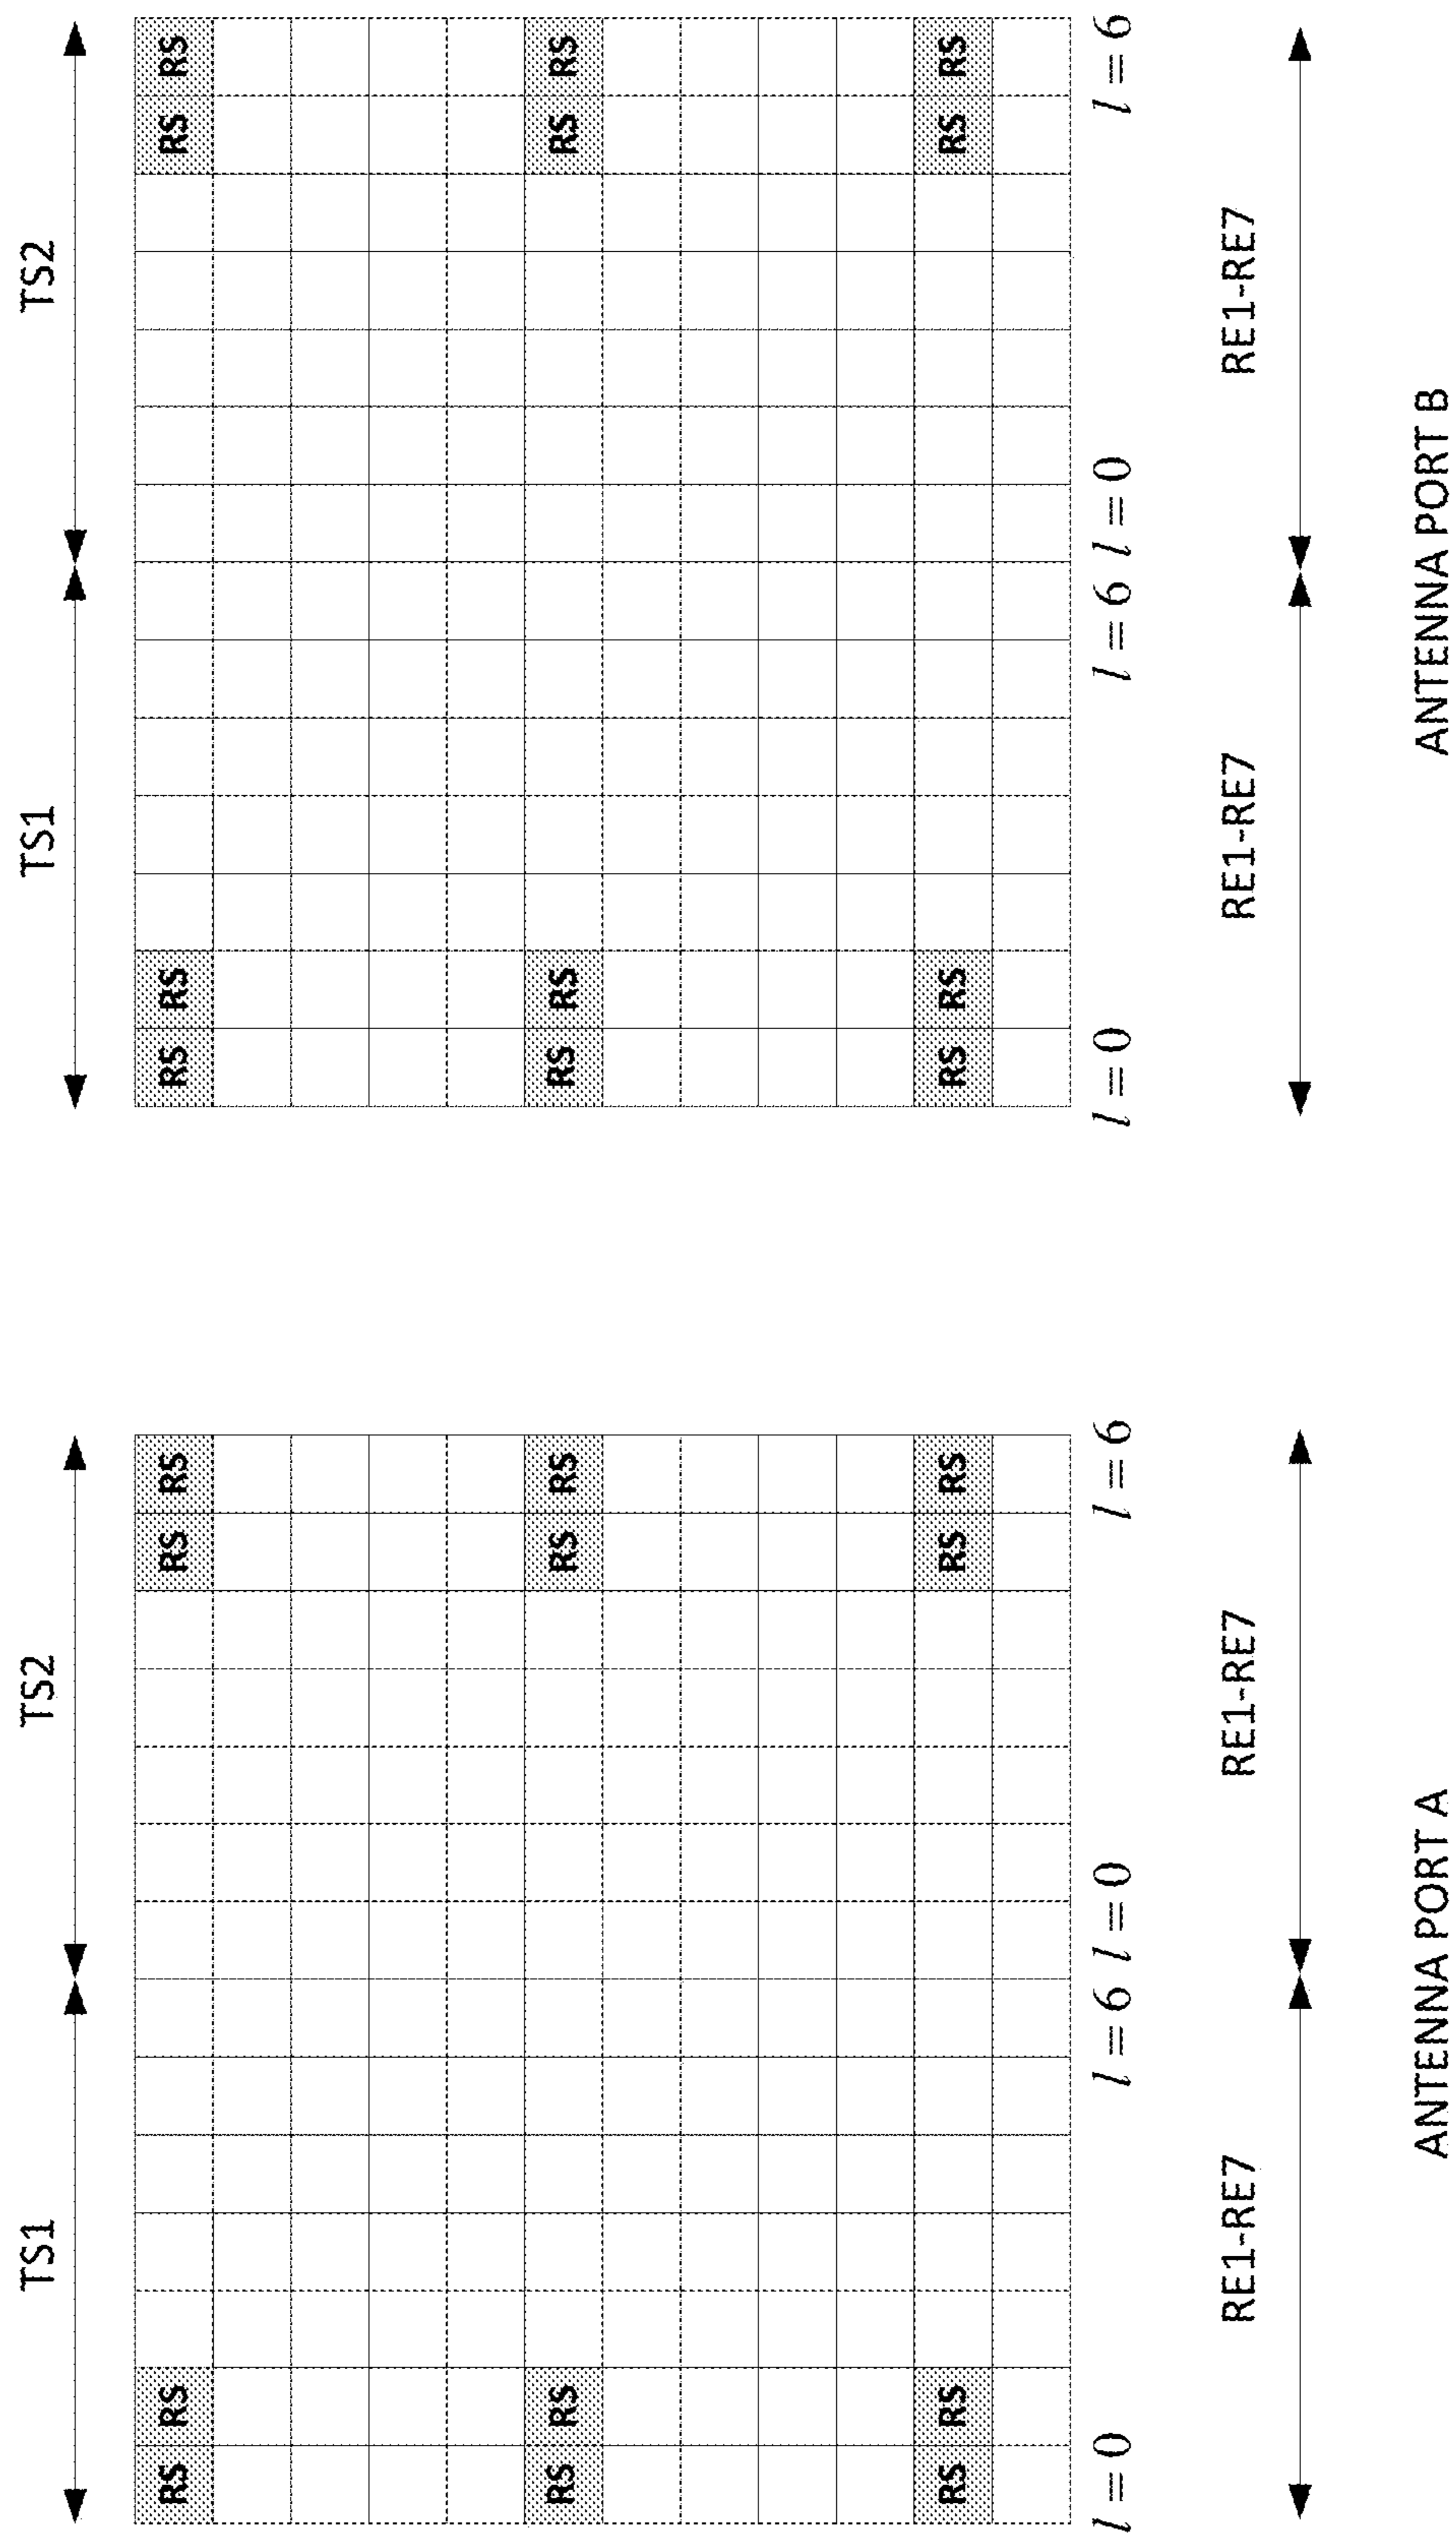 TS1 TS2 TS1 TS2
RS RS RS RS RS RS RS RS
RS RS RS RS RS RS RS RS
RS RS RS RS RS RS RS RS
l = 0 l = 6 l = 0 l = 6 l = 0 l = 6 l = 0 l = 6
RE1-RE7 RE1-RE7 RE1-RE7 RE1-RE7
ANTENNA PORT A ANTENNA PORT B